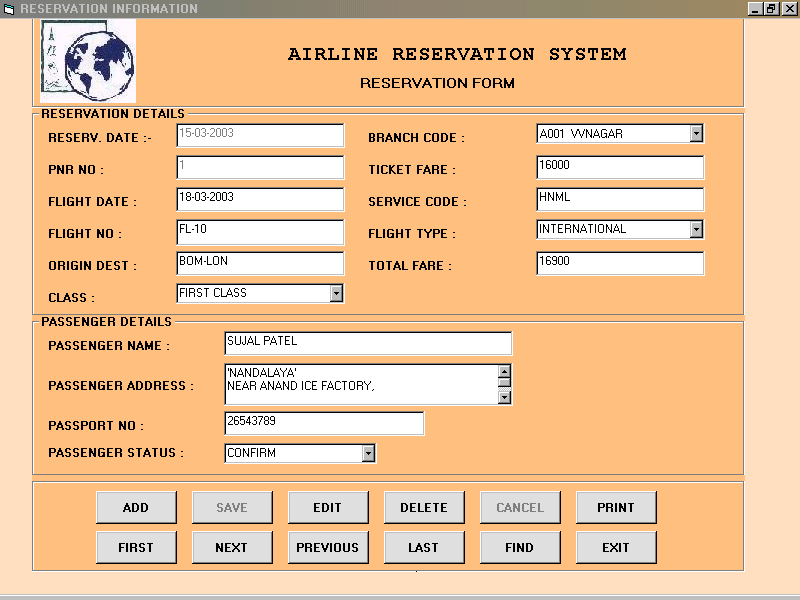 RESERVATION INFORMATION
AIRLINE RESERVATION SYSTEM
RESERVATION FORM
RESERVATION DETAILS
RESERV. DATE :- 15-03-2003 BRANCH CODE : A001 VVNAGAR
PNR NO : 1 TICKET FARE : 16000
FLIGHT DATE : 18-03-2003 SERVICE CODE : HNML
FLIGHT NO : FL-10 FLIGHT TYPE : INTERNATIONAL
ORIGIN DEST : BOM-LON TOTAL FARE : 16900
CLASS : FIRST CLASS
PASSENGER DETAILS
PASSENGER NAME : SUJAL PATEL
PASSENGER ADDRESS : 'NANDALAYA'
NEAR ANAND ICE FACTORY,
PASSPORT NO : 26543789
PASSENGER STATUS : CONFIRM
ADD SAVE EDIT DELETE CANCEL PRINT
FIRST NEXT PREVIOUS LAST FIND EXIT